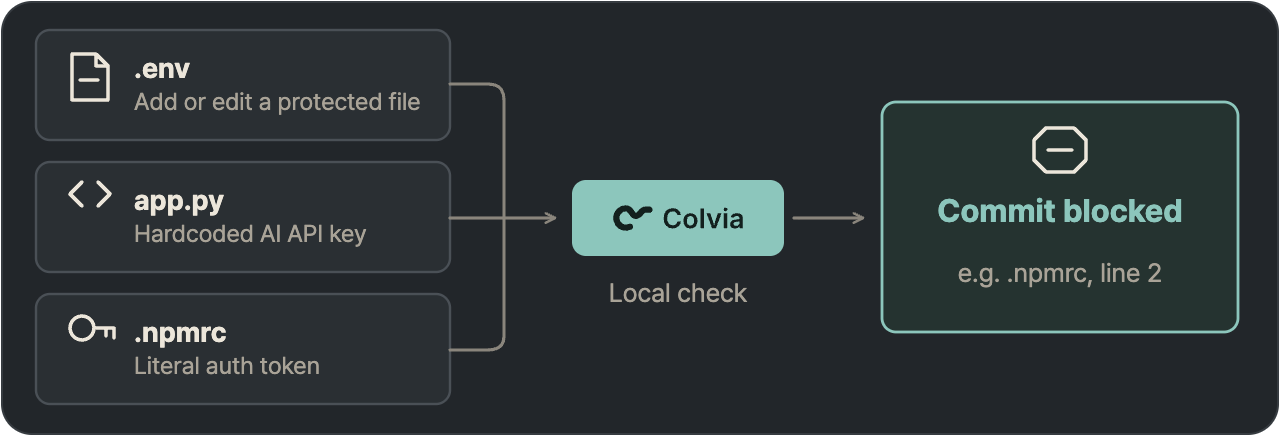 .env
Add or edit a protected file
app.py
Hardcoded AI API key
.npmrc
Literal auth token
Colvia
Local check
Commit blocked
e.g. .npmrc, line 2